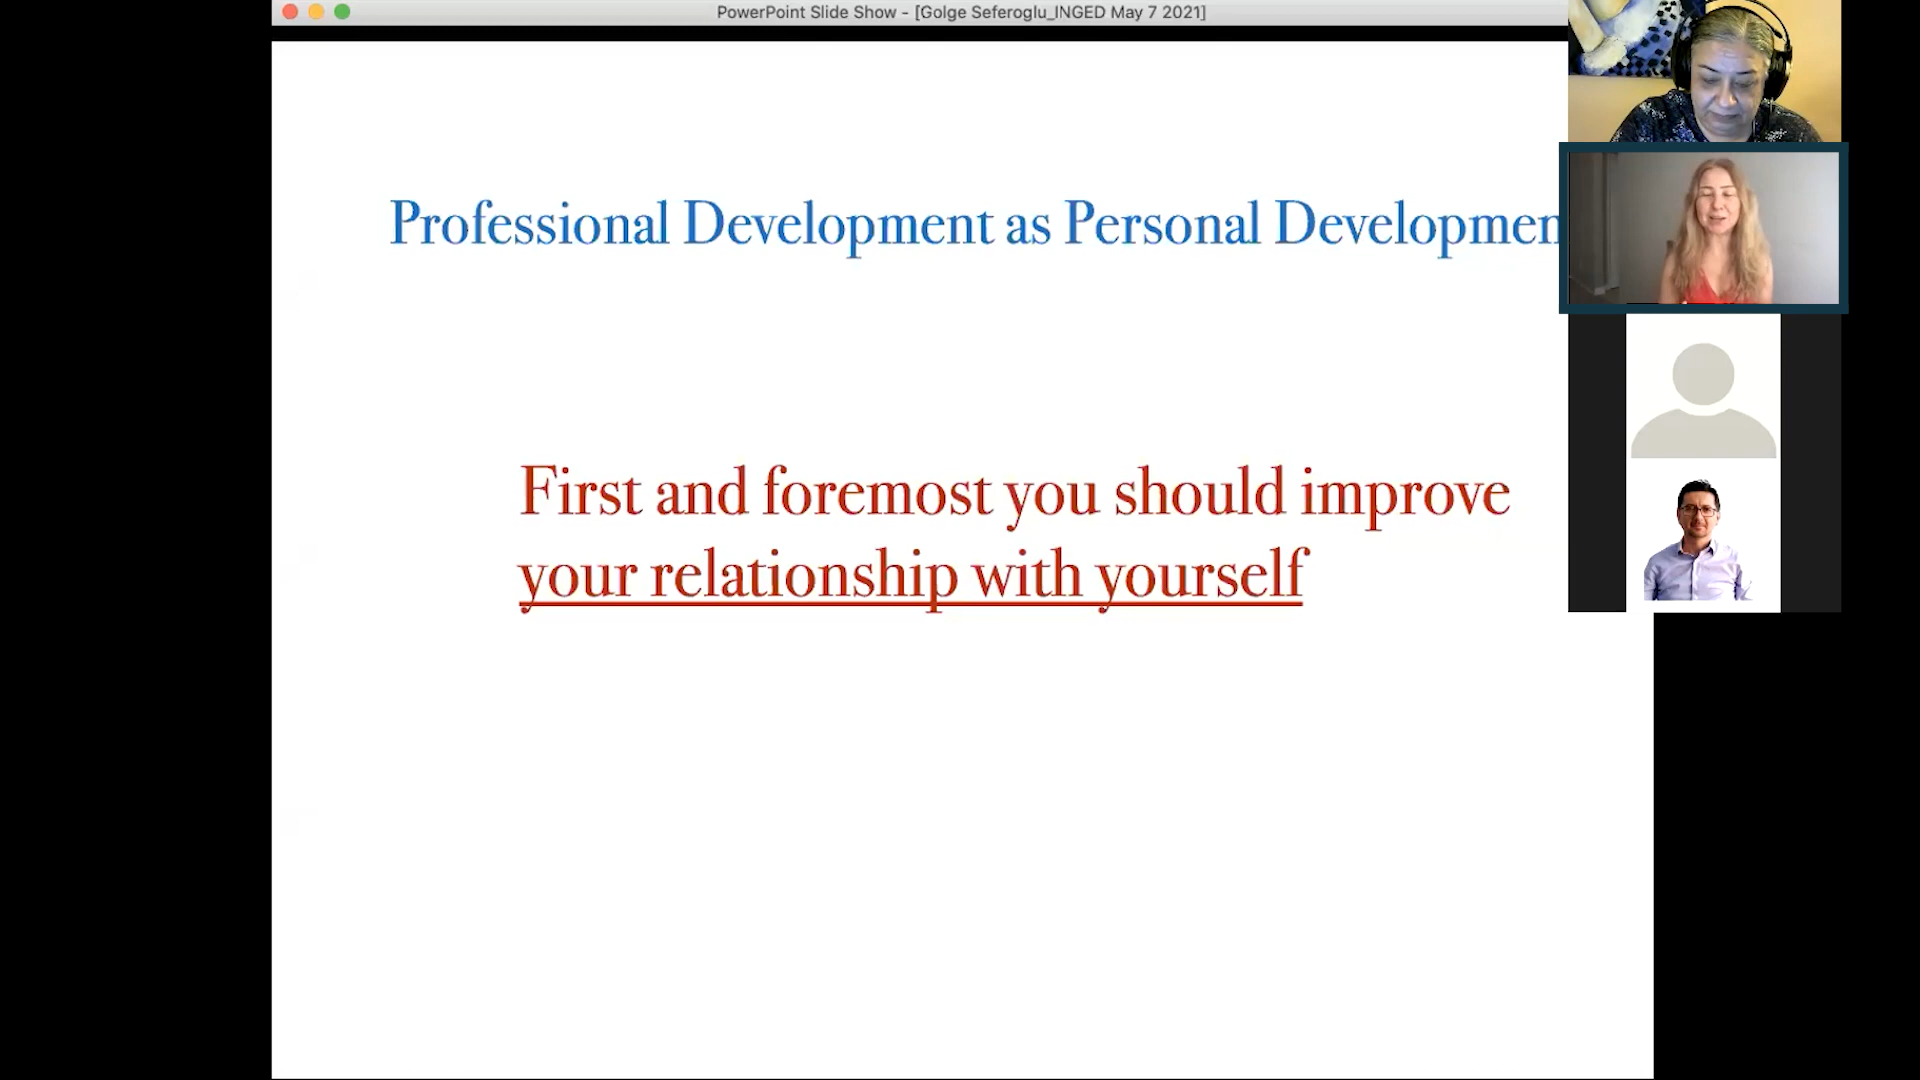 PowerPoint Slide Show - [Golge Seferoglu_INGED May 7 2021]
Professional Development as Personal Developmen
First and foremost you should improve
your relationship with yourself